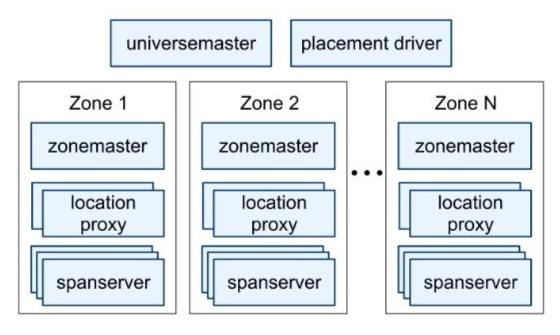 universemaster
placement driver
Zone 1
zonemaster
location
proxy
spanserver
Zone 2
zonemaster
location
proxy
spanserver
Zone N
zonemaster
location
proxy
spanserver